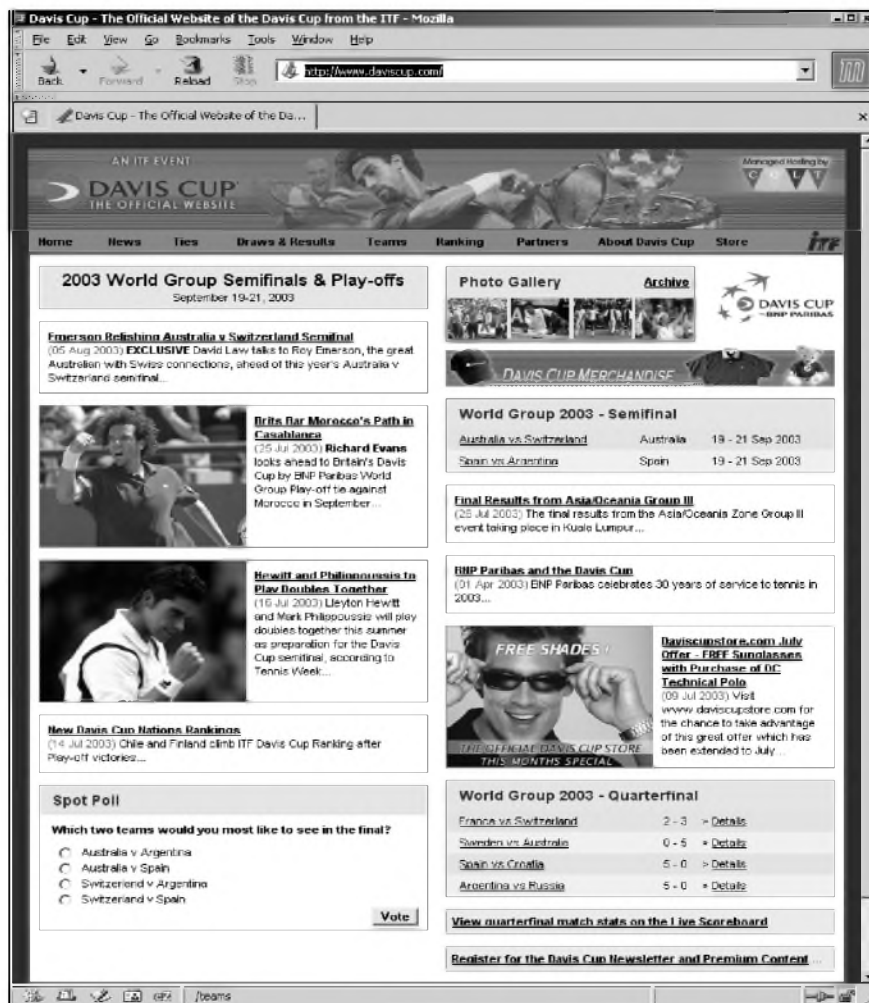 Davis Cup - The Official Website of the Davis Cup from the ITF - Mozilla
File Edit View Go Bookmarks Tools Window Help
Back Forward Reload Stop
http://www.daviscup.com/
Davis Cup - The Official Website of the Da...
AN ITF EVENT
DAVIS CUP
THE OFFICIAL WEBSITE
Managed Hosting by
COLT
Home News Ties Draws & Results Teams Ranking Partners About Davis Cup Store ITF
2003 World Group Semifinals & Play-offs
September 19-21, 2003
Emerson Relishing Australia v Switzerland Semifinal
(05 Aug 2003) EXCLUSIVE David Law talks to Roy Emerson, the great
Australian with Swiss connections, ahead of this year's Australia v
Switzerland semifinal...
Brits Bar Morocco's Path in
Casablanca
(25 Jul 2003) Richard Evans
looks ahead to Britain's Davis
Cup by BNP Paribas World
Group Play-off tie against
Morocco in September...
Hewitt and Philippoussis to
Play Doubles Together
(16 Jul 2003) Lleyton Hewitt
and Mark Philippoussis will play
doubles together this summer
as preparation for the Davis
Cup semifinal, according to
Tennis Week...
New Davis Cup Nations Rankings
(14 Jul 2003) Chile and Finland climb ITF Davis Cup Ranking after
Play-off victories...
Spot Poll
Which two teams would you most like to see in the final?
Australia v Argentina
Australia v Spain
Switzerland v Argentina
Switzerland v Spain
Vote
Photo Gallery Archive
DAVIS CUP
BNP PARIBAS
DAVIS CUP MERCHANDISE
World Group 2003 - Semifinal
Australia vs Switzerland Australia 19 - 21 Sep 2003
Spain vs Argentina Spain 19 - 21 Sep 2003
Final Results from Asia/Oceania Group III
(25 Jul 2003) The final results from the Asia/Oceania Zone Group III
event taking place in Kuala Lumpur...
BNP Paribas and the Davis Cup
(01 Apr 2003) BNP Paribas celebrates 30 years of service to tennis in
2003...
FREE SHADES !
THE OFFICIAL DAVIS CUP STORE
THIS MONTHS SPECIAL
Daviscupstore.com July
Offer - FREE Sunglasses
with Purchase of DC
Technical Polo
(09 Jul 2003) Visit
www.daviscupstore.com for
the chance to take advantage
of this great offer which has
been extended to July...
World Group 2003 - Quarterfinal
France vs Switzerland 2 - 3 » Details
Sweden vs Australia 0 - 5 » Details
Spain vs Croatia 5 - 0 » Details
Argentina vs Russia 5 - 0 » Details
View quarterfinal match stats on the Live Scoreboard
Register for the Davis Cup Newsletter and Premium Content ...
/teams